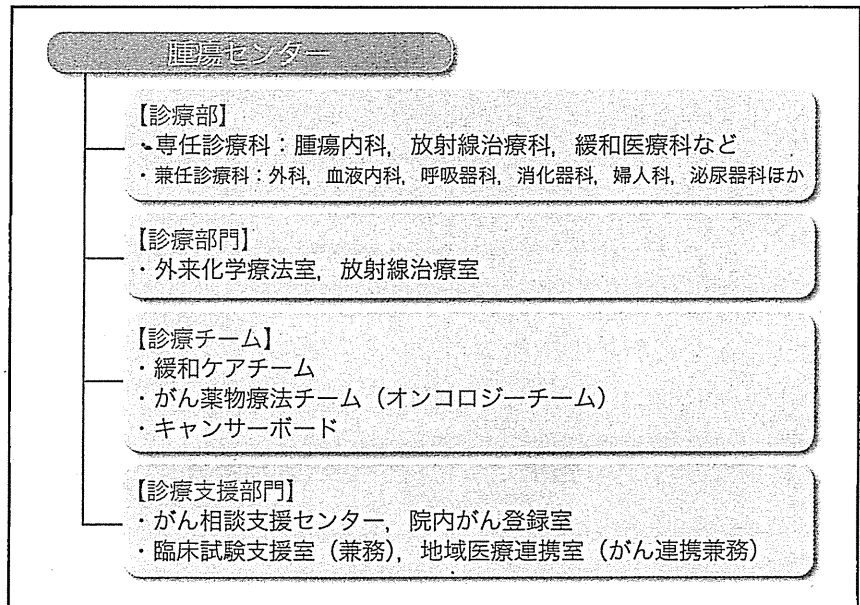 腫瘍センター
【診療部】
・専任診療科：腫瘍内科，放射線治療科，緩和医療科など
・兼任診療科：外科，血液内科，呼吸器科，消化器科，婦人科，泌尿器科ほか
【診療部門】
・外来化学療法室，放射線治療室
【診療チーム】
・緩和ケアチーム
・がん薬物療法チーム（オンコロジーチーム）
・キャンサーボード
【診療支援部門】
・がん相談支援センター，院内がん登録室
・臨床試験支援室（兼務），地域医療連携室（がん連携兼務）